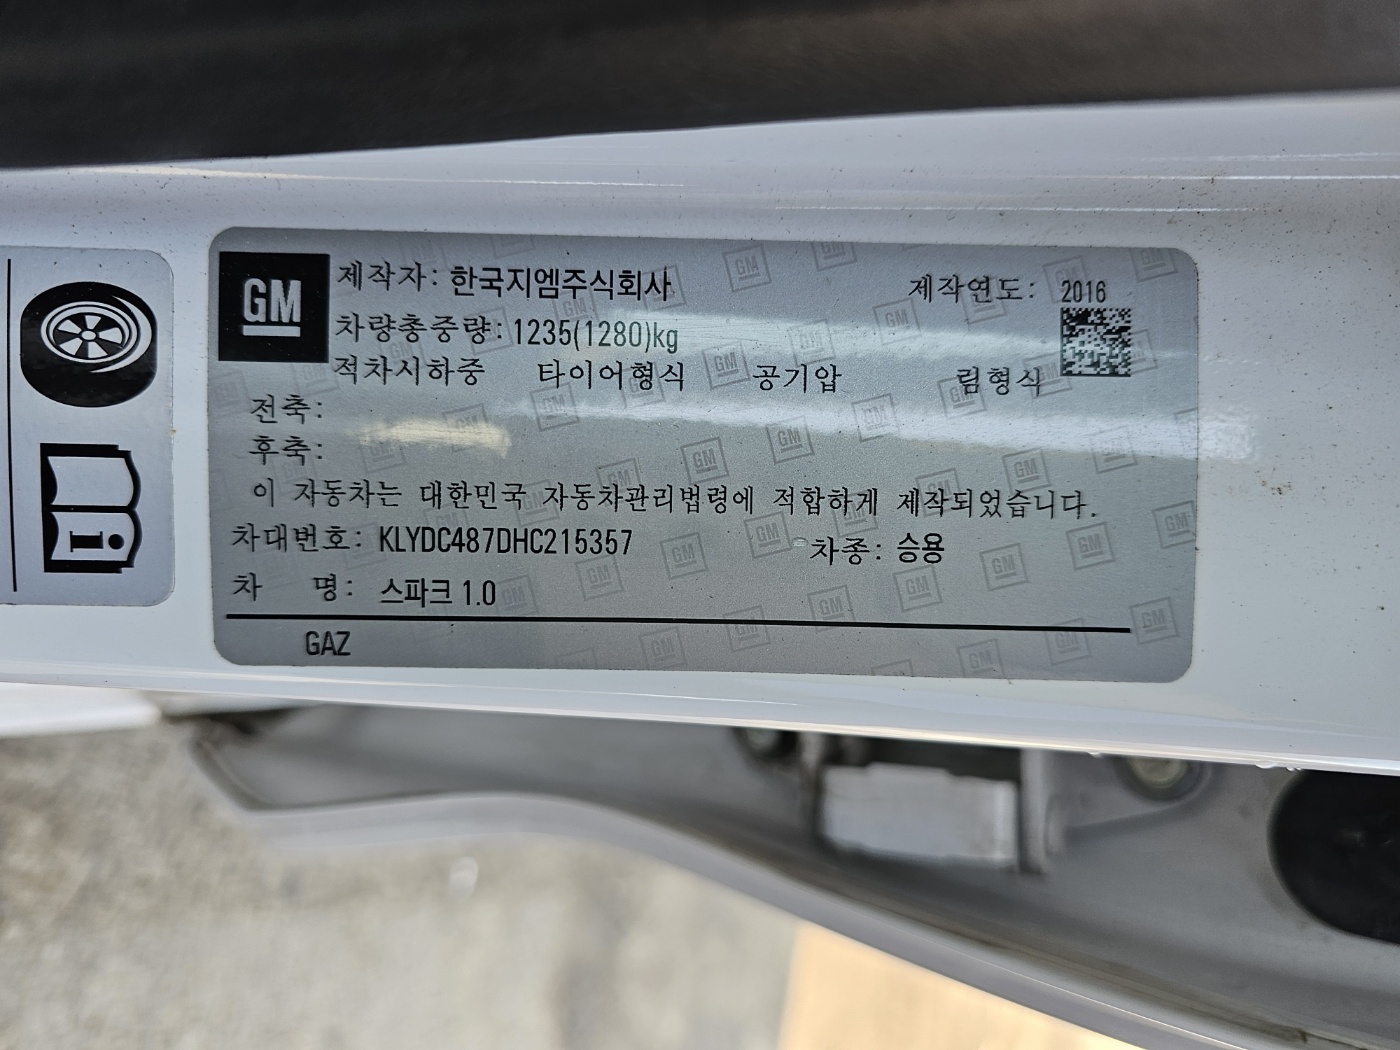 GM 제작자: 한국지엠주식회사 제작연도: 2016
차량총중량: 1235(1280)kg
적차시하중 타이어형식 공기압 림형식
전축:
후축:
이 자동차는 대한민국 자동차관리법령에 적합하게 제작되었습니다.
차대번호: KLYDC487DHC215357 차종: 승용
차 명: 스파크 1.0
GAZ